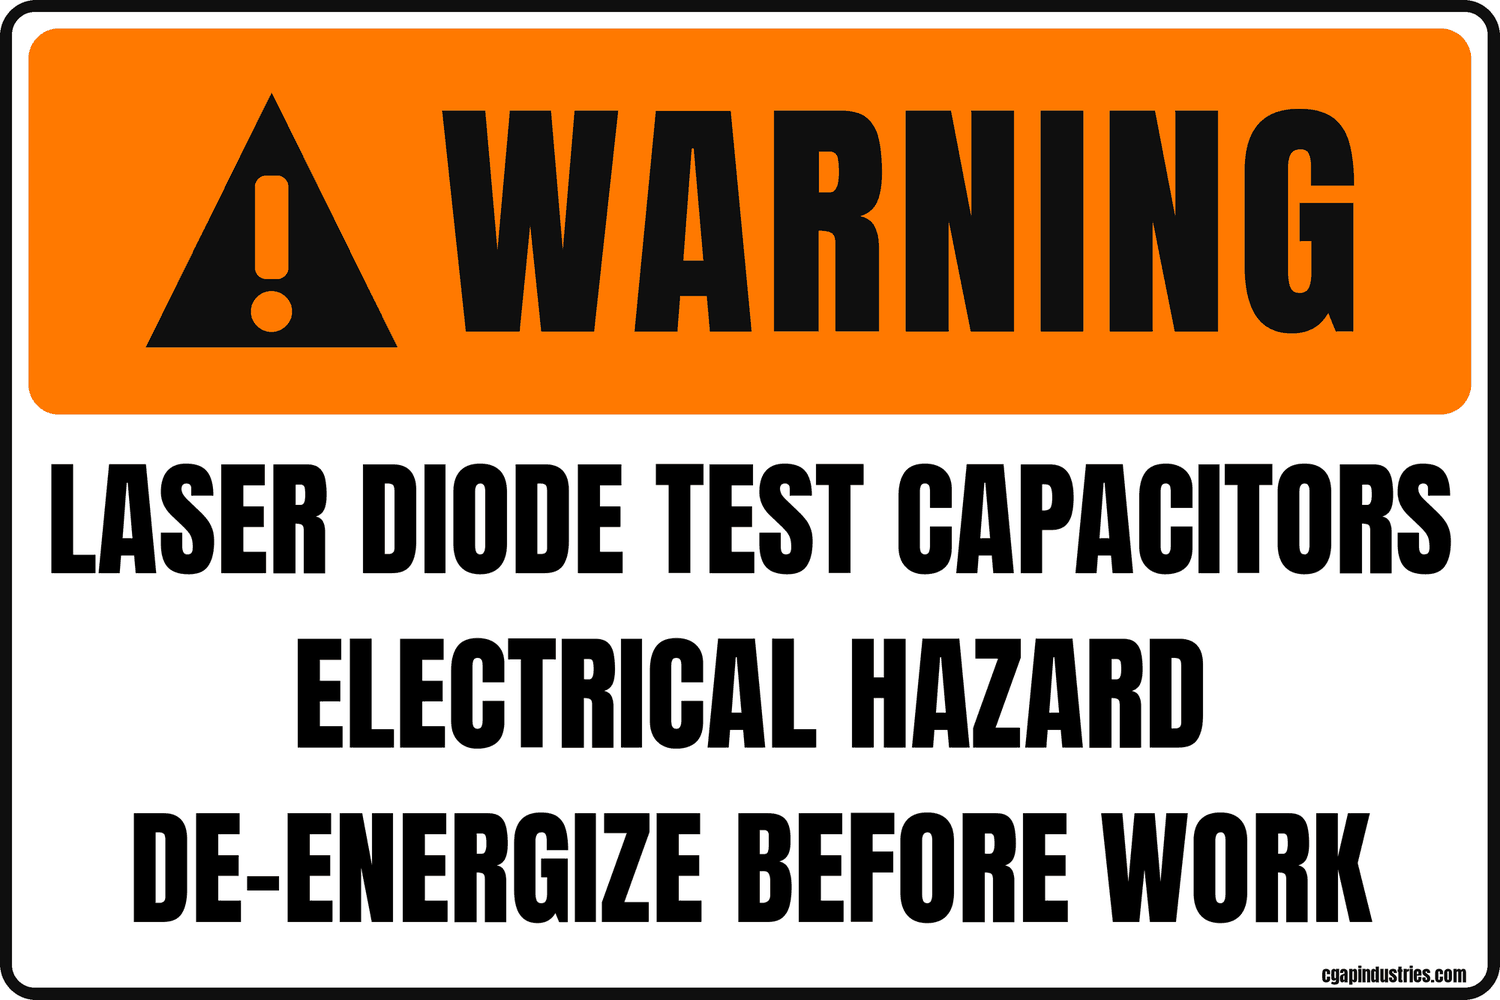 WARNING
LASER DIODE TEST CAPACITORS
ELECTRICAL HAZARD
DE-ENERGIZE BEFORE WORK
cgapindustries.com